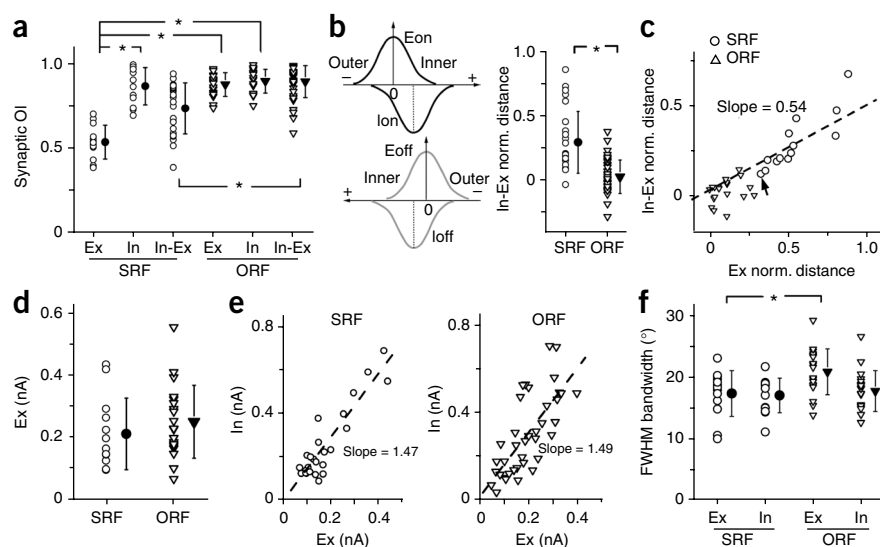 a
*
*
*
*
Synaptic OI
1.0
0.5
0
Ex In In-Ex Ex In In-Ex
SRF ORF
b
Eon
Outer Inner
– +
0
Ion
Eoff
Inner Outer
+ –
0
Ioff
*
In-Ex norm. distance
1.0
0.5
0
SRF ORF
c
SRF
ORF
Slope = 0.54
In-Ex norm. distance
0.5
0
0 0.5 1.0
Ex norm. distance
d
Ex (nA)
0.6
0.4
0.2
0
SRF ORF
e
SRF
In (nA)
0.8
0.4
0
Slope = 1.47
0 0.2 0.4
Ex (nA)
ORF
In (nA)
0.8
0.4
0
Slope = 1.49
0 0.2 0.4
Ex (nA)
f
*
FWHM bandwidth (°)
30
20
10
0
Ex In Ex In
SRF ORF